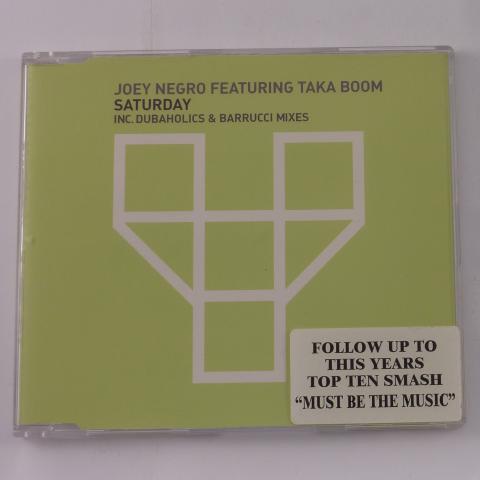 JOEY NEGRO FEATURING TAKA BOOM
SATURDAY
INC. DUBAHOLICS & BARRUCCI MIXES
FOLLOW UP TO
THIS YEARS
TOP TEN SMASH
“MUST BE THE MUSIC”